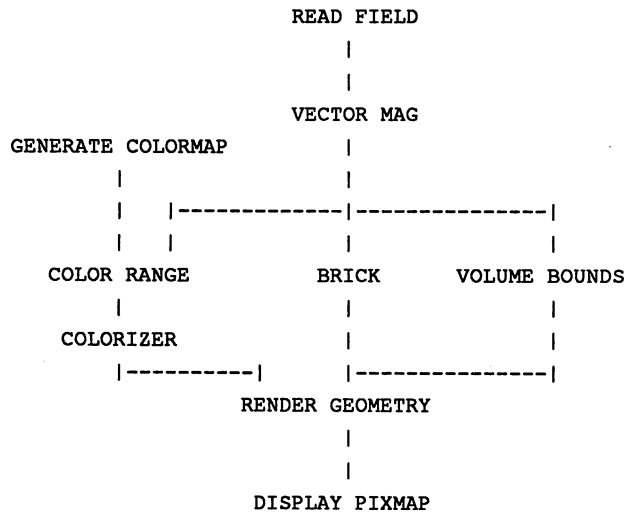 READ FIELD
VECTOR MAG
GENERATE COLORMAP
COLOR RANGE BRICK VOLUME BOUNDS
COLORIZER
RENDER GEOMETRY
DISPLAY PIXMAP